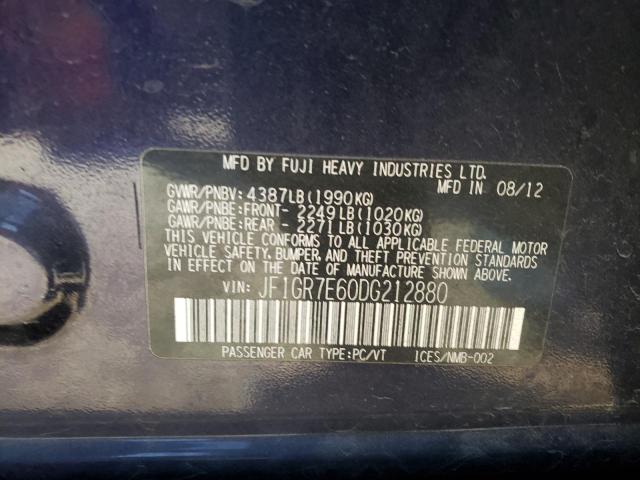 MFD BY FUJI HEAVY INDUSTRIES LTD.
MFD IN 08/12
GVWR/PNBV: 4387LB(1990KG)
GAWR/PNBE: FRONT- 2249LB(1020KG)
GAWR/PNBE: REAR - 2271LB(1030KG)
THIS VEHICLE CONFORMS TO ALL APPLICABLE FEDERAL MOTOR
VEHICLE SAFETY, BUMPER, AND THEFT PREVENTION STANDARDS
IN EFFECT ON THE DATE OF MANUFACTURE SHOWN ABOVE.
VIN: JF1GR7E60DG212880
PASSENGER CAR TYPE:PC/VT 1CES/NMB-002